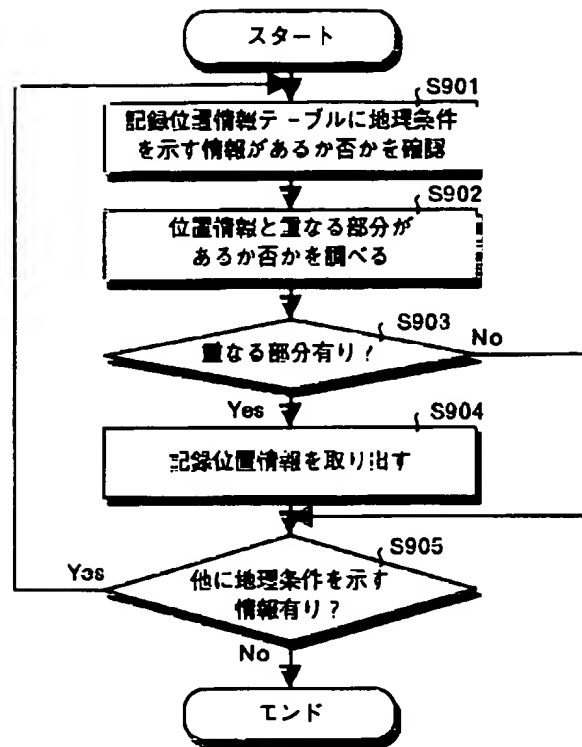 スタート
S901
記録位置情報テーブルに地理条件
を示す情報があるか否かを確認
S902
位置情報と重なる部分が
あるか否かを調べる
S903
重なる部分有り?
No
Yes
S904
記録位置情報を取り出す
S905
Yes
他に地理条件を示す
情報有り?
No
エンド